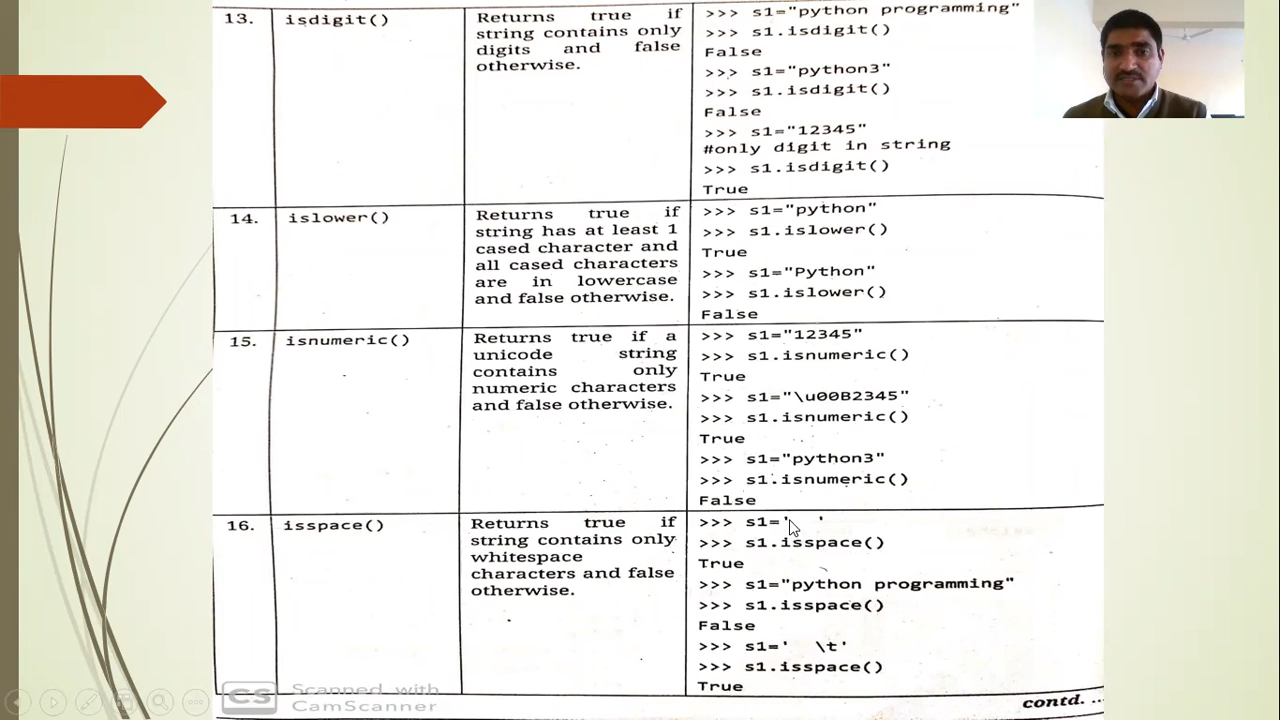 13.
isdigit()
Returns true if
string contains only
digits and false
otherwise.
>>> s1="python programming"
>>> s1.isdigit()
False
>>> s1="python3"
>>> s1.isdigit()
False
>>> s1="12345"
#only digit in string
>>> s1.isdigit()
True
14.
islower()
Returns true if
string has at least 1
cased character and
all cased characters
are in lowercase
and false otherwise.
>>> s1="python"
>>> s1.islower()
True
>>> s1="Python"
>>> s1.islower()
False
15.
isnumeric()
Returns true if a
unicode string
contains only
numeric characters
and false otherwise.
>>> s1="12345"
>>> s1.isnumeric()
True
>>> s1="\u00B2345"
>>> s1.isnumeric()
True
>>> s1="python3"
>>> s1.isnumeric()
False
16.
isspace()
Returns true if
string contains only
whitespace
characters and false
otherwise.
>>> s1='  '
>>> s1.isspace()
True
>>> s1="python programming"
>>> s1.isspace()
False
>>> s1='  \t'
>>> s1.isspace()
True
contd. ...
CS
Scanned with
CamScanner